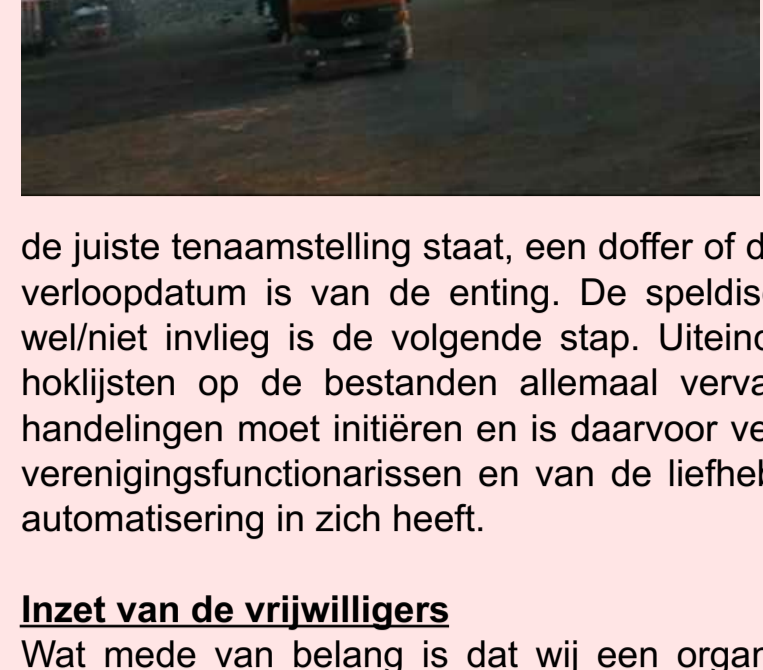 de juiste tenaamstelling staat, een doffer of
verloopdatum is van de enting. De
wel/niet invlieg is de volgende stap.
hoklijsten op de bestanden allemaal
handelingen moet initiëren en is daarvoor
verenigingsfunctionarissen en van de
automatisering in zich heeft.
Inzet van de vrijwilligers
Wat mede van belang is dat wij een